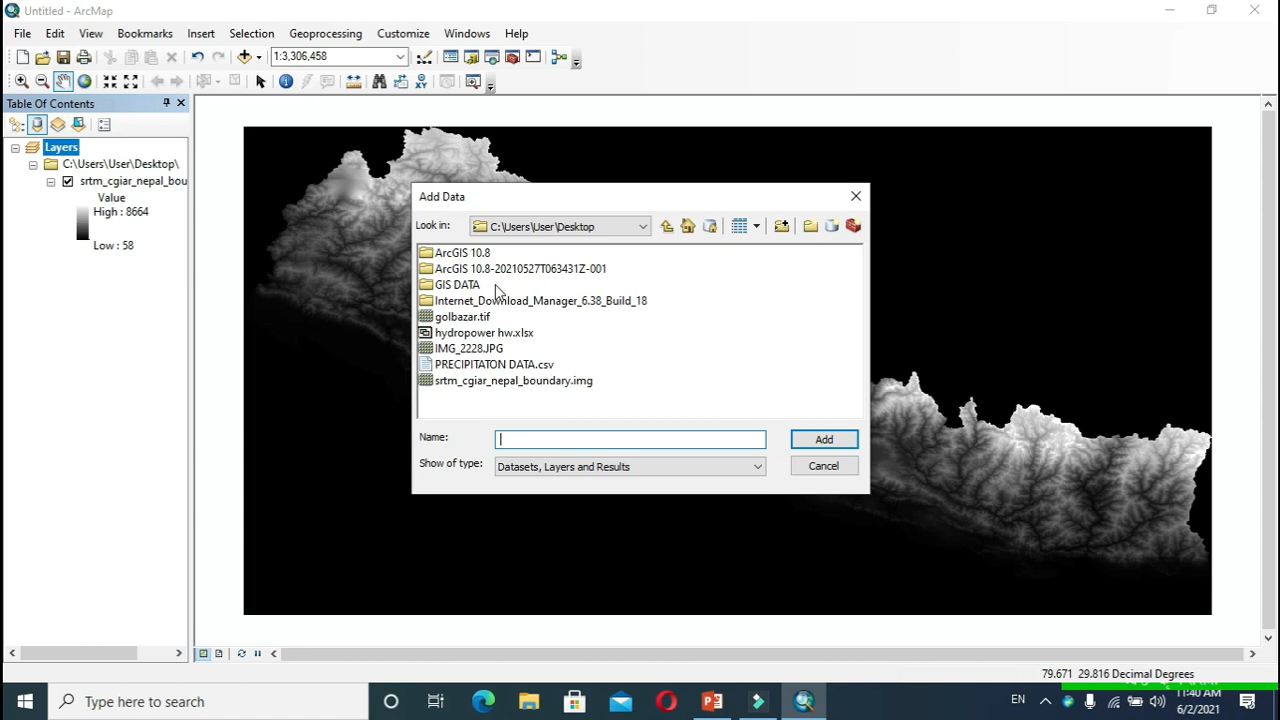 Untitled - ArcMap
File Edit View Bookmarks Insert Selection Geoprocessing Customize Windows Help
1:3,306,458
Table Of Contents
Layers
C:\Users\User\Desktop\
srtm_cgiar_nepal_bou
Value
High : 8664
Low : 58
Add Data
Look in: C:\Users\User\Desktop
ArcGIS 10.8
ArcGIS 10.8-20210527T063431Z-001
GIS DATA
Internet_Download_Manager_6.38_Build_18
golbazar.tif
hydropower hw.xlsx
IMG_2228.JPG
PRECIPITATON DATA.csv
srtm_cgiar_nepal_boundary.img
Name: Add
Show of type: Datasets, Layers and Results Cancel
79.671 29.816 Decimal Degrees
Type here to search
EN
11:40 AM
6/2/2021